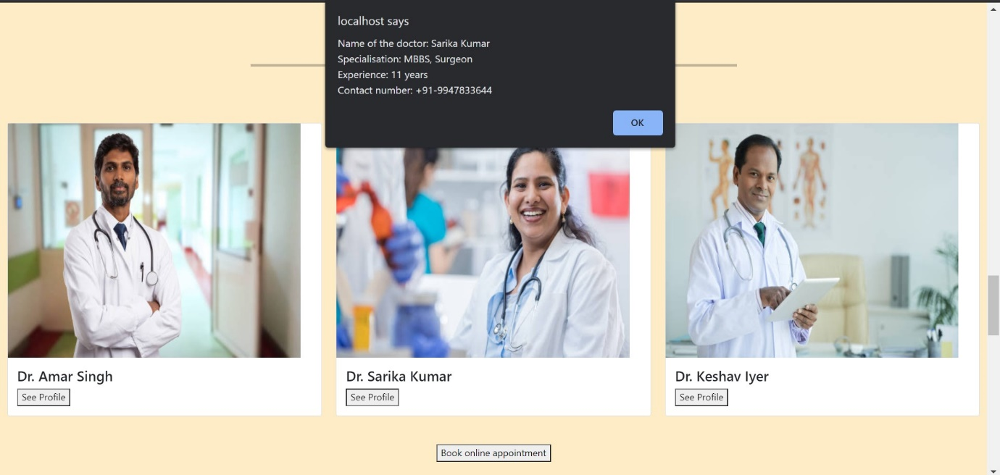 localhost says
Name of the doctor: Sarika Kumar
Specialisation: MBBS, Surgeon
Experience: 11 years
Contact number: +91-9947833644
OK
Dr. Amar Singh
See Profile
Dr. Sarika Kumar
See Profile
Dr. Keshav Iyer
See Profile
Book online appointment